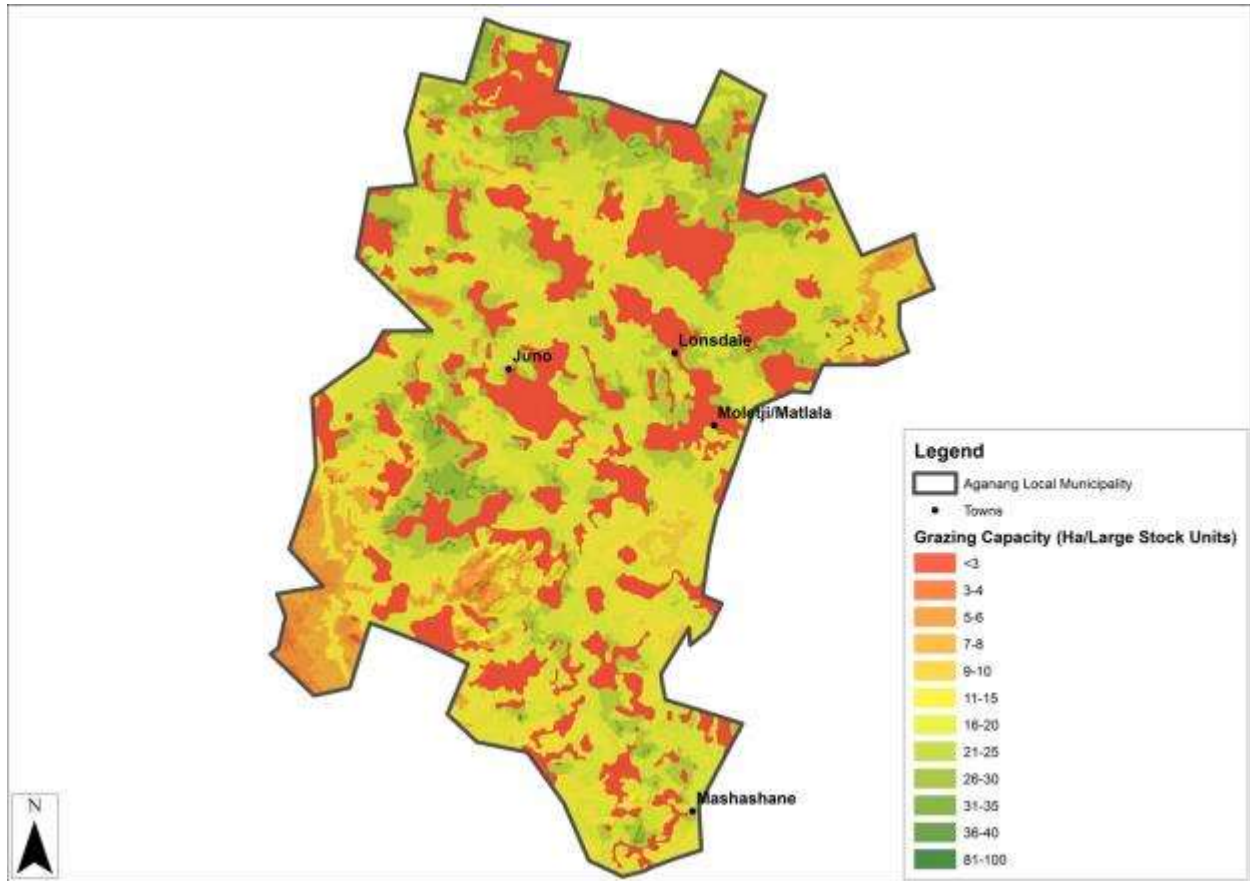 Juno
Lonsdale
Moletji/Matlala
Mashashane
N
Legend
Aganang Local Municipality
Towns
Grazing Capacity (Ha/Large Stock Units)
<3
3-4
5-6
7-8
9-10
11-15
16-20
21-25
26-30
31-35
36-40
81-100